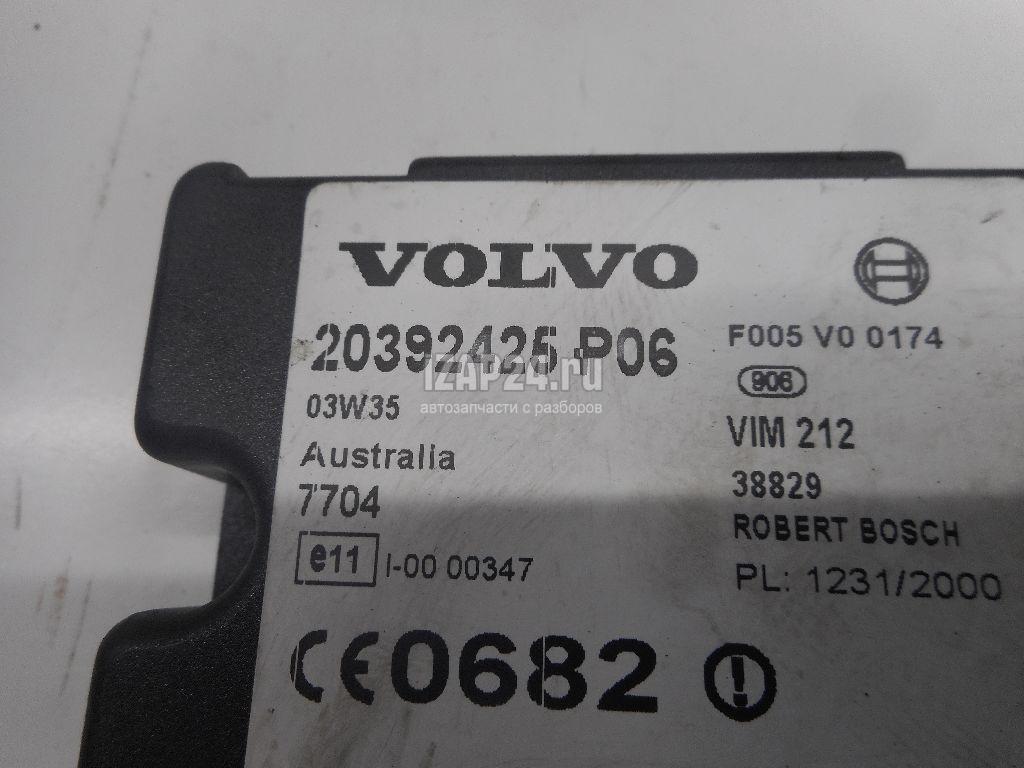 VOLVO
20392425 P06
03W35
Australia
7704
e11 I-00 00347
CE0682
F005 V0 0174
906
VIM 212
38829
ROBERT BOSCH
PL: 1231/2000
IZAP24.ru
автозапчасти с разборов